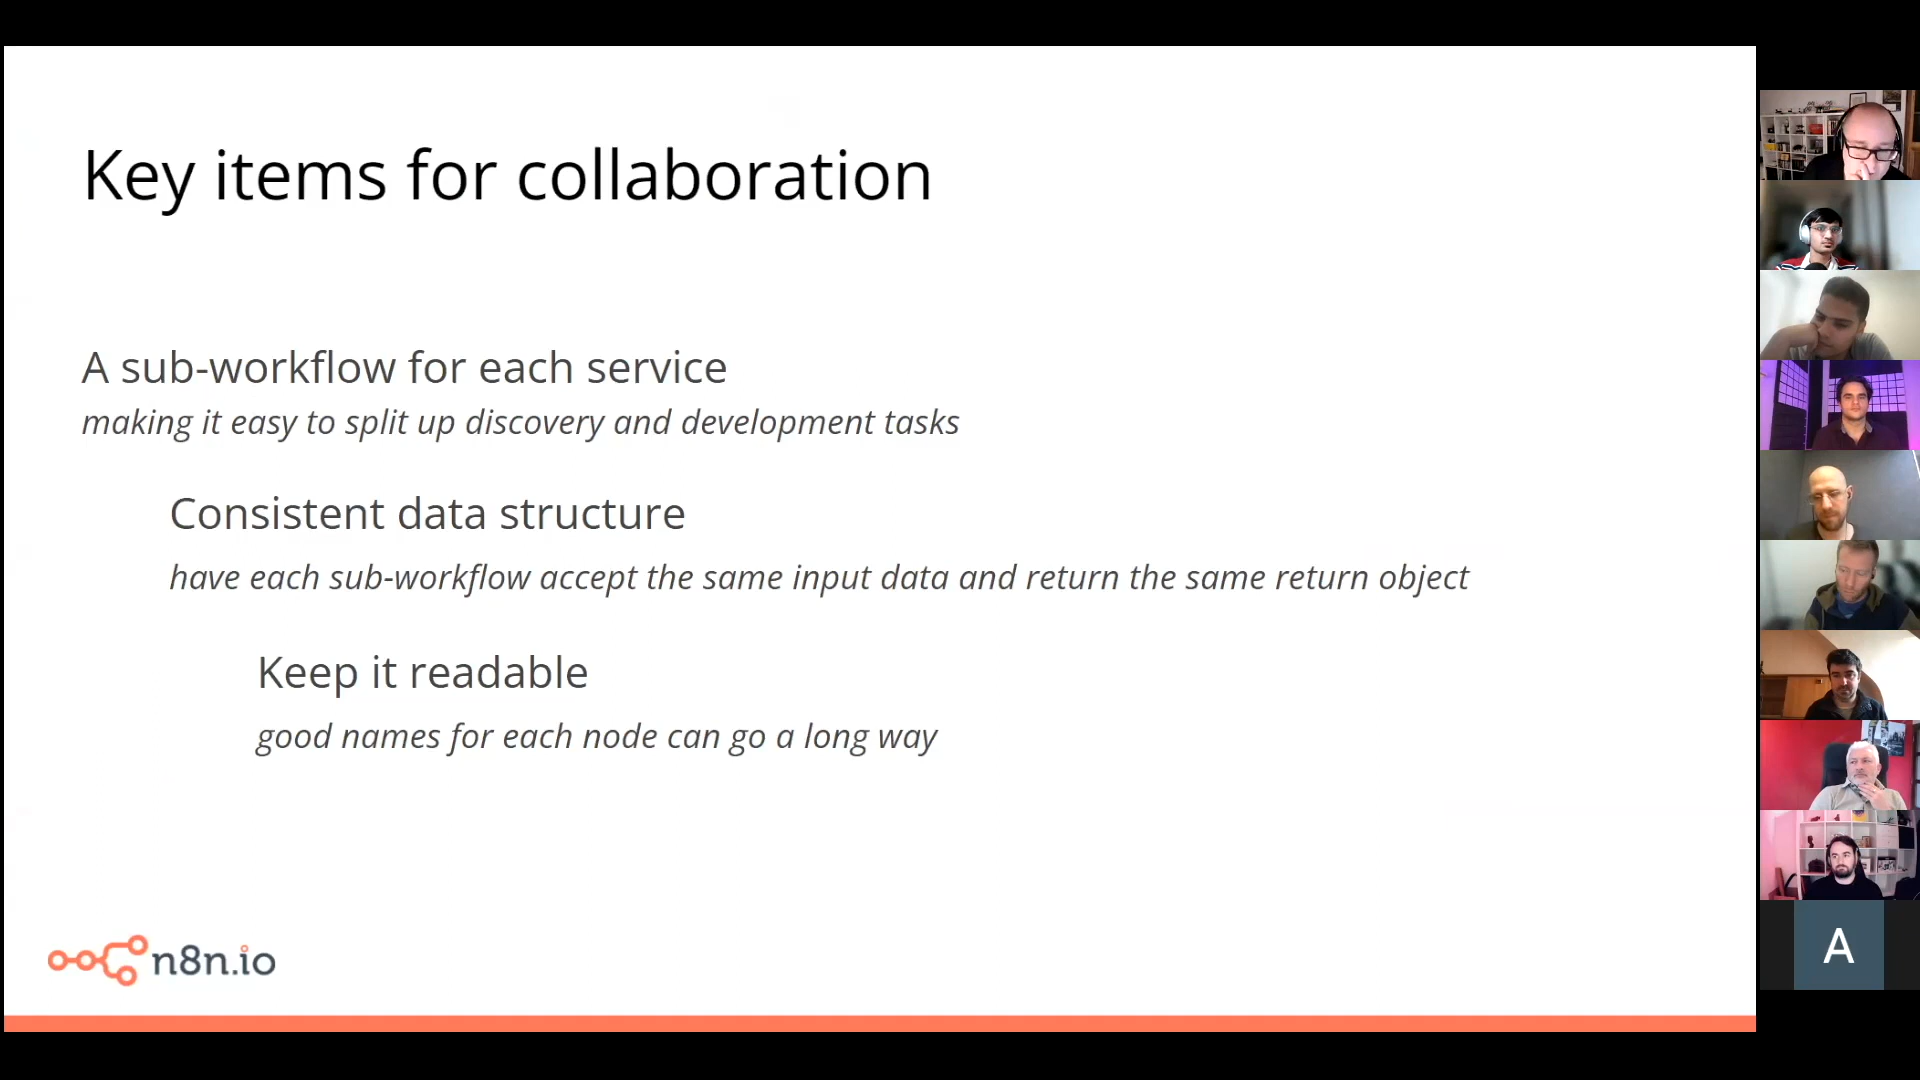 Key items for collaboration
A sub-workflow for each service
making it easy to split up discovery and development tasks
Consistent data structure
have each sub-workflow accept the same input data and return the same return object
Keep it readable
good names for each node can go a long way
n8n.io
A